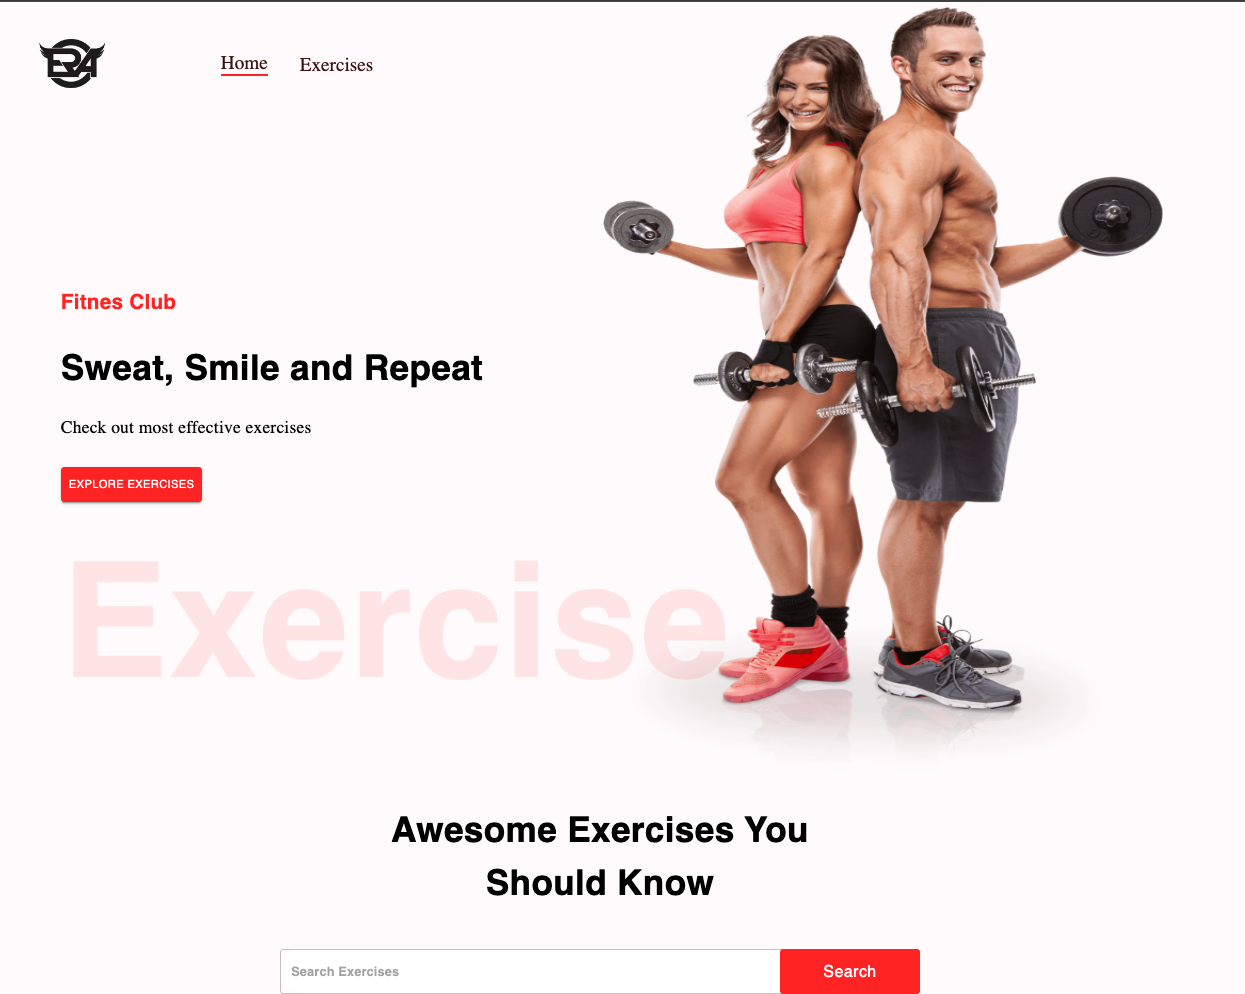 ERA
Home
Exercises
Fitnes Club
Sweat, Smile and Repeat
Check out most effective exercises
EXPLORE EXERCISES
Exercise
Awesome Exercises You
Should Know
Search Exercises
Search